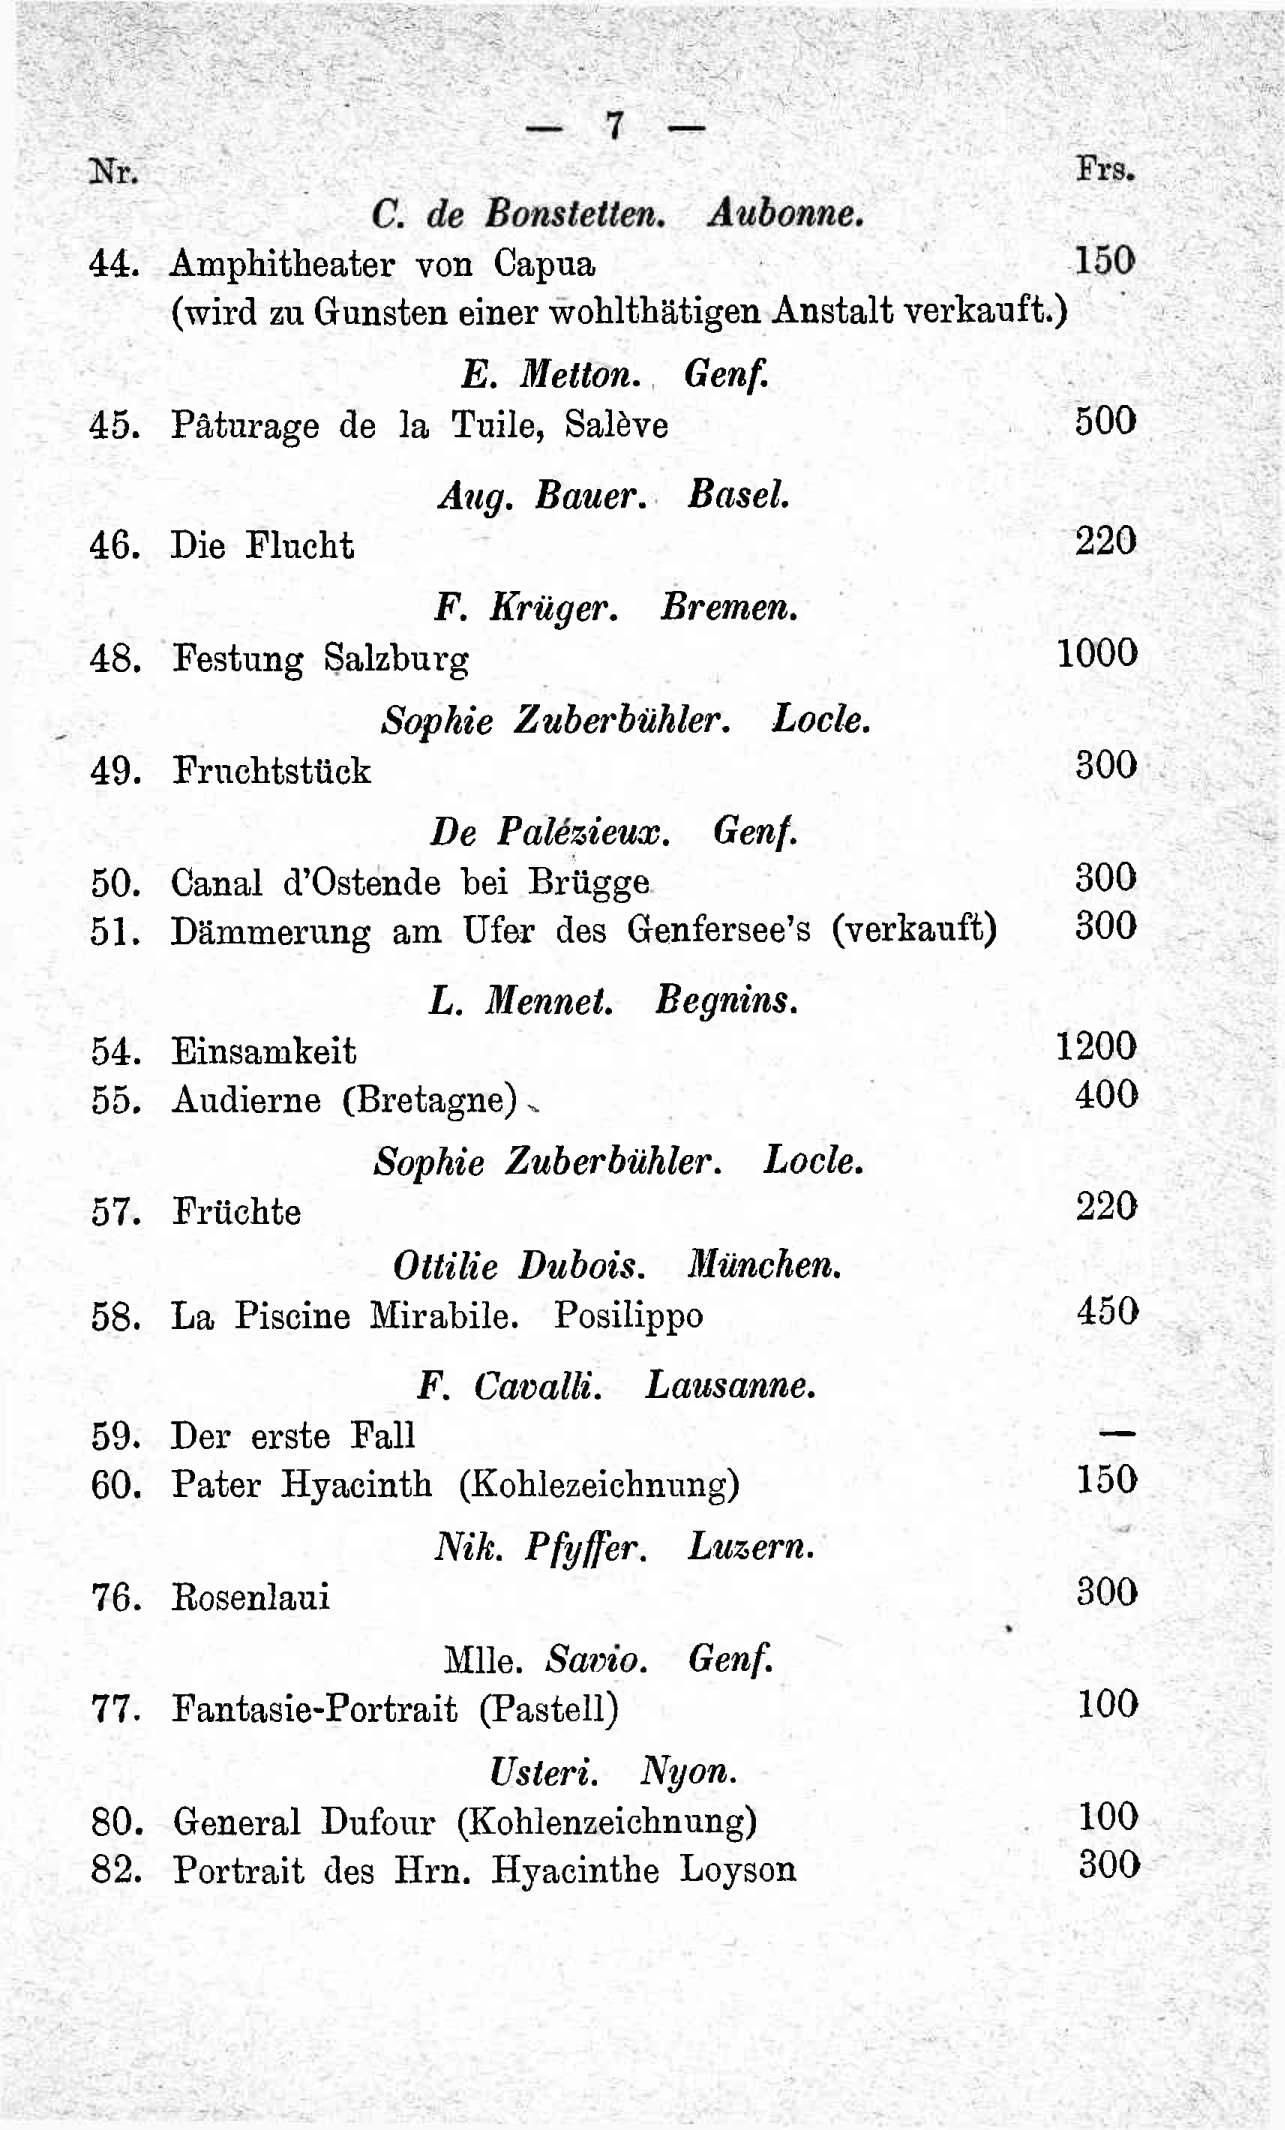 — 7 —
Nr. Frs.
C. de Bonstetten. Aubonne.
44. Amphitheater von Capua 150
(wird zu Gunsten einer wohlthätigen Anstalt verkauft.)
E. Metton. Genf.
45. Pâturage de la Tuile, Salève 500
Aug. Bauer. Basel.
46. Die Flucht 220
F. Krüger. Bremen.
48. Festung Salzburg 1000
Sophie Zuberbühler. Locle.
49. Fruchtstück 300
De Palézieux. Genf.
50. Canal d'Ostende bei Brügge 300
51. Dämmerung am Ufer des Genfersee's (verkauft) 300
L. Mennet. Begnins.
54. Einsamkeit 1200
55. Audierne (Bretagne) 400
Sophie Zuberbühler. Locle.
57. Früchte 220
Ottilie Dubois. München.
58. La Piscine Mirabile. Posilippo 450
F. Cavalli. Lausanne.
59. Der erste Fall —
60. Pater Hyacinth (Kohlezeichnung) 150
Nik. Pfyffer. Luzern.
76. Rosenlaui 300
Mlle. Savio. Genf.
77. Fantasie-Portrait (Pastell) 100
Usteri. Nyon.
80. General Dufour (Kohlenzeichnung) 100
82. Portrait des Hrn. Hyacinthe Loyson 300